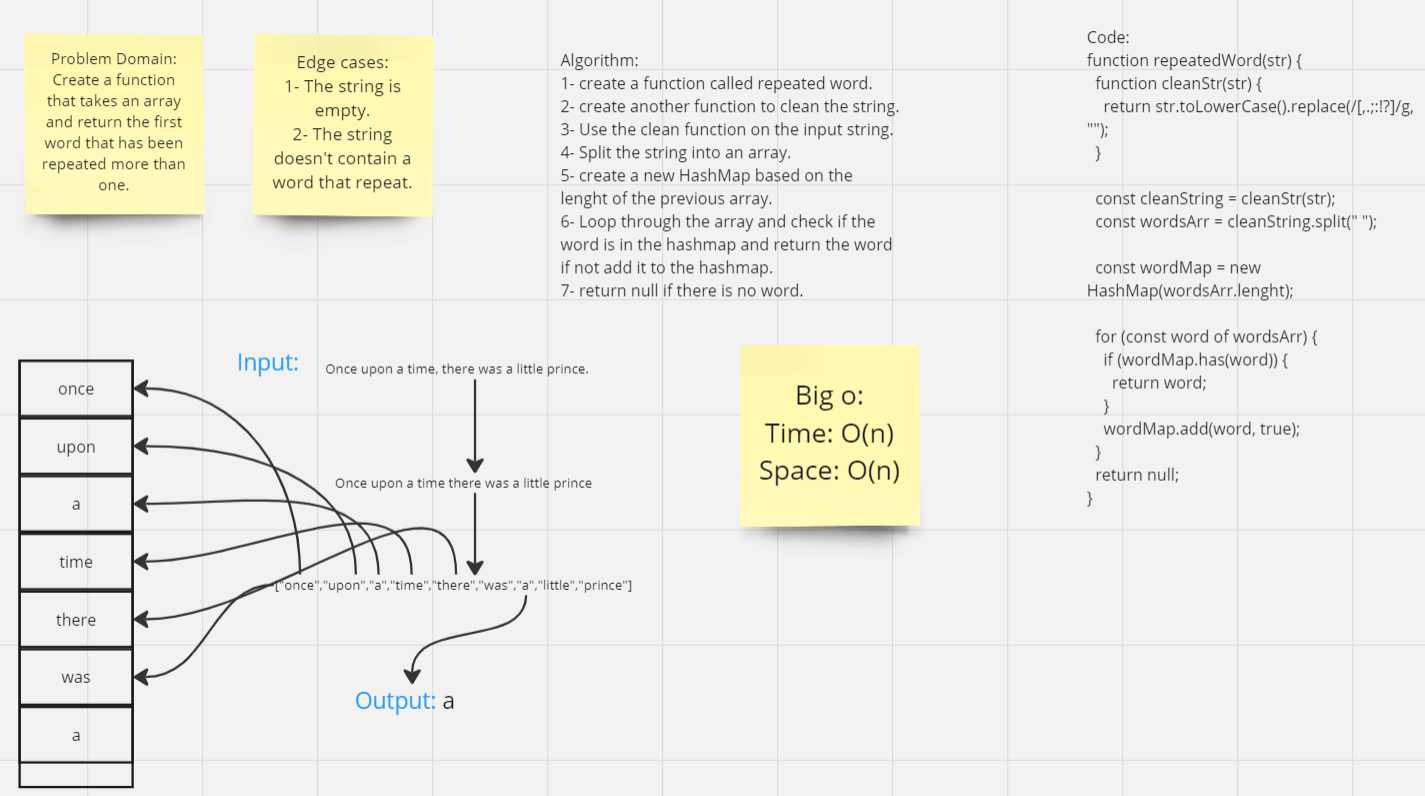 Problem Domain:
Create a function
that takes an array
and return the first
word that has been
repeated more than
one.
Edge cases:
1- The string is
empty.
2- The string
doesn't contain a
word that repeat.
Algorithm:
1- create a function called repeated word.
2- create another function to clean the string.
3- Use the clean function on the input string.
4- Split the string into an array.
5- create a new HashMap based on the
lenght of the previous array.
6- Loop through the array and check if the
word is in the hashmap and return the word
if not add it to the hashmap.
7- return null if there is no word.
Code:
function repeatedWord(str) {
  function cleanStr(str) {
    return str.toLowerCase().replace(/[,.;:!?]/g,
"");
  }
  const cleanString = cleanStr(str);
  const wordsArr = cleanString.split(" ");
  const wordMap = new
HashMap(wordsArr.lenght);
  for (const word of wordsArr) {
    if (wordMap.has(word)) {
      return word;
    }
    wordMap.add(word, true);
  }
  return null;
}
Input:
Once upon a time, there was a little prince.
Once upon a time there was a little prince
["once","upon","a","time","there","was","a","little","prince"]
Output: a
once
upon
a
time
there
was
a
Big o:
Time: O(n)
Space: O(n)